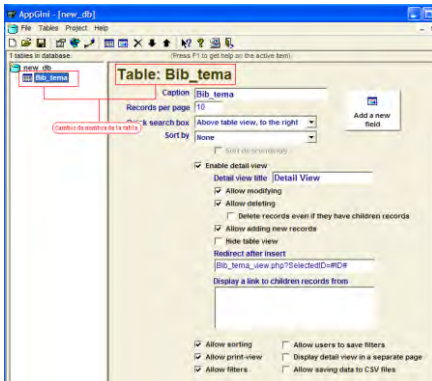 AppGini - [new_db]
File Tables Project Help
1 tables in database
(Press F1 to get help on the active item)
new_db
Bib_tema
Table: Bib_tema
Caption Bib_tema
Records per page 10
Quick search box Above table view, to the right
Sort by None
Add a new field
Cambio de nombre de la tabla
Enable detail view
Detail view title Detail View
Allow modifying
Allow deleting
Delete records even if they have children records
Allow adding new records
Hide table view
Redirect after insert
Bib_tema_view.php?SelectedID=#ID#
Display a link to children records from
Allow sorting Allow users to save filters
Allow print-view Display detail view in a separate page
Allow filters Allow saving data to CSV files